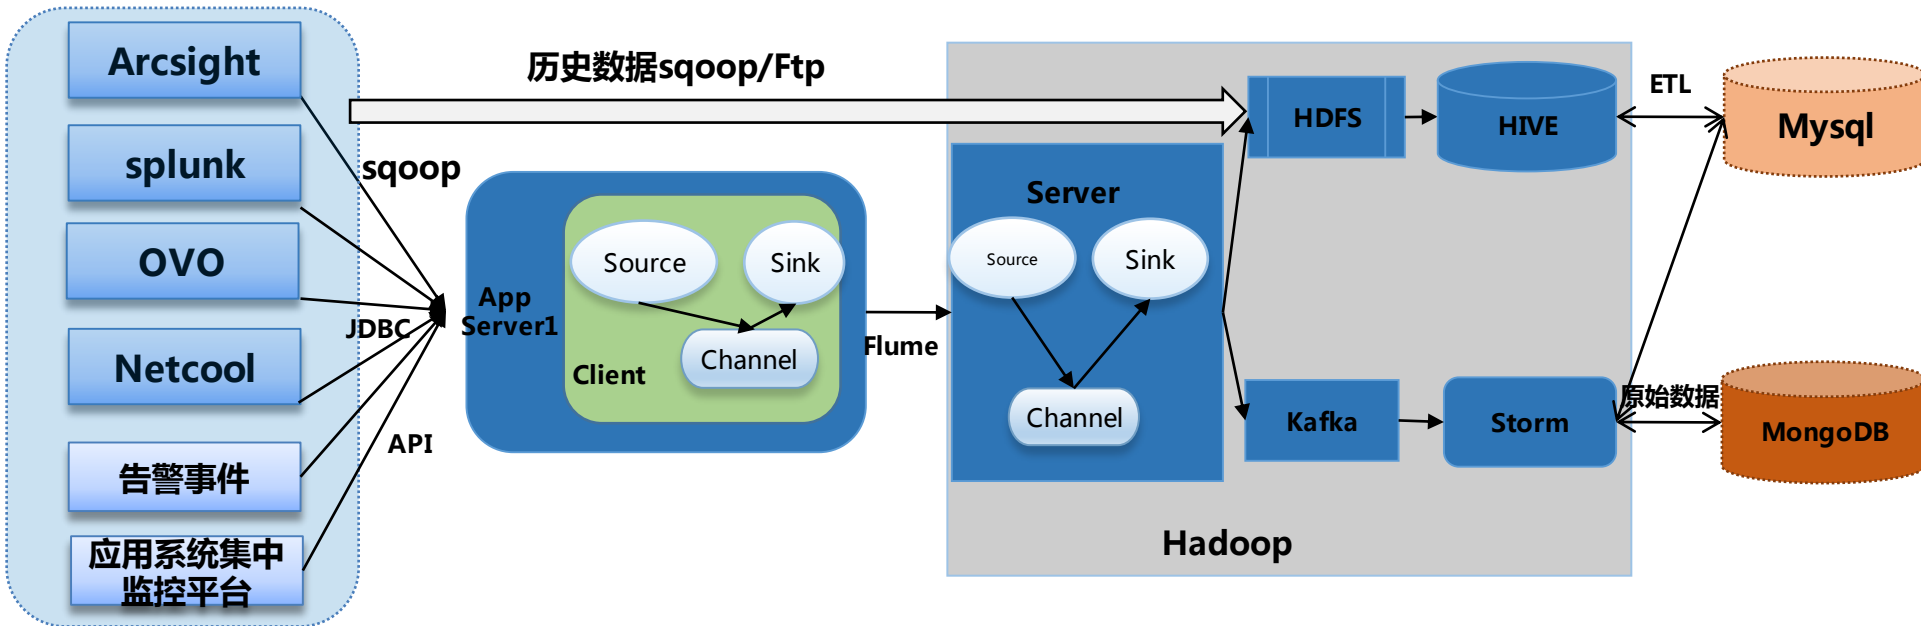 Arcsight
splunk
OVO
Netcool
告警事件
应用系统集中
监控平台
历史数据sqoop/Ftp
sqoop
JDBC
API
App
Server1
Source
Sink
Channel
Client
Flume
Server
Source
Sink
Channel
Hadoop
HDFS
HIVE
Kafka
Storm
ETL
Mysql
原始数据
MongoDB